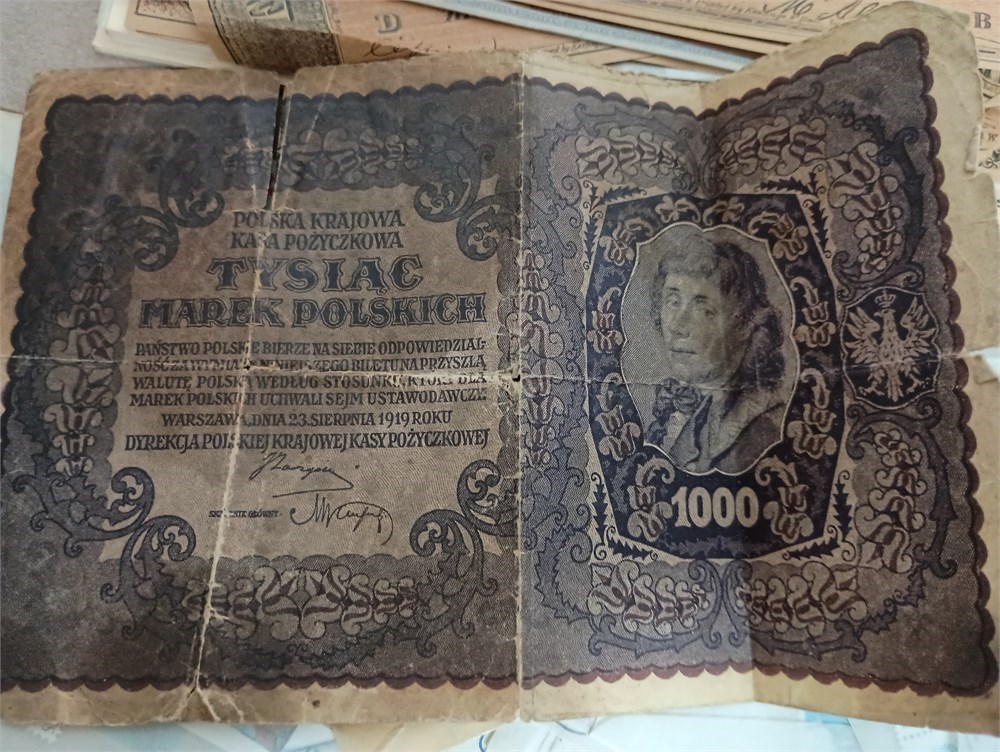 POLSKA KRAJOWA
KASA POŻYCZKOWA
TYSIĄC
MAREK POLSKICH
PAŃSTWO POLSKIE BIERZE NA SIEBIE ODPOWIEDZIAL-
NOŚĆ ZA WYMIANĘ NINIEJSZEGO BILETU NA PRZYSZŁĄ
WALUTĘ POLSKĄ WEDŁUG STOSUNKU, KTÓRY DLA
MAREK POLSKICH UCHWALI SEJM USTAWODAWCZY.
WARSZAWA, DNIA 23. SIERPNIA 1919 ROKU
DYREKCJA POLSKIEJ KRAJOWEJ KASY POŻYCZKOWEJ
SKARBNIK GŁÓWNY -
1000